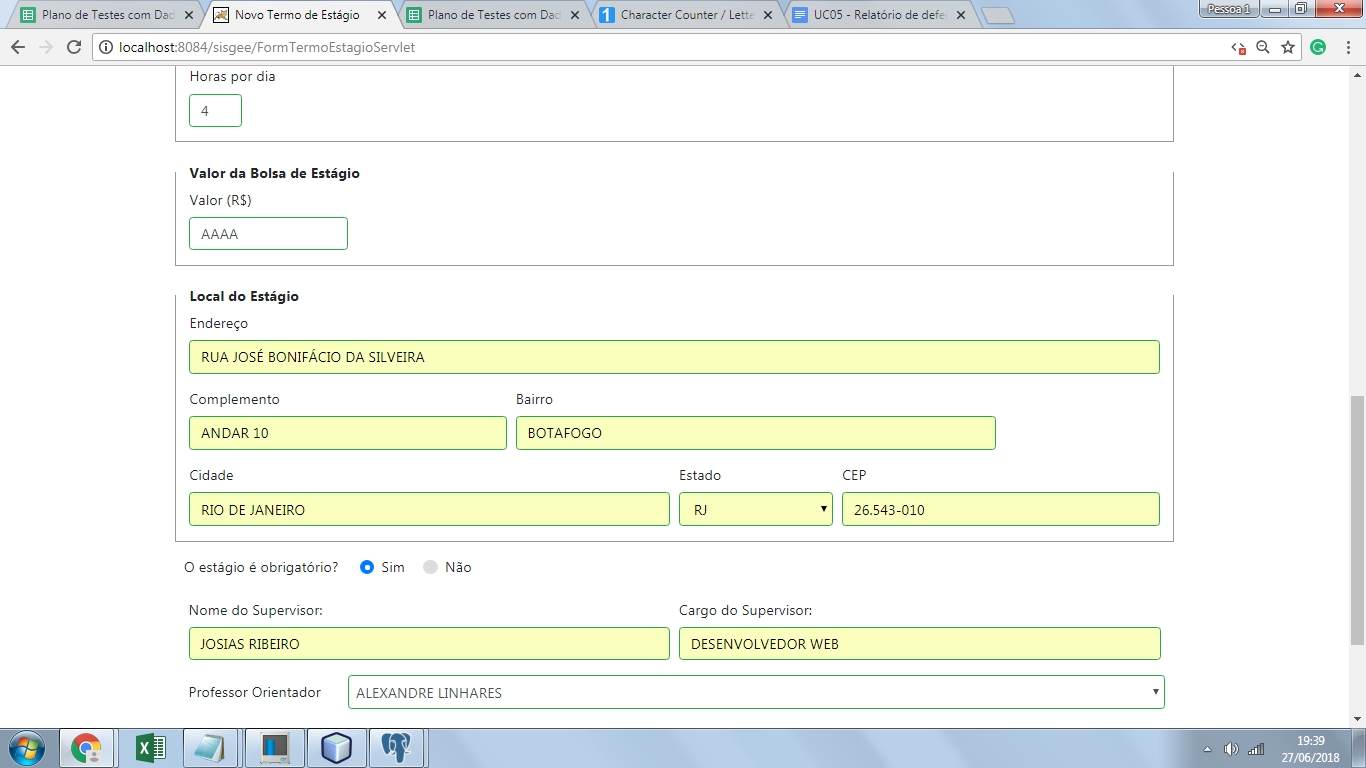 Plano de Testes com Dad
Novo Termo de Estágio
Plano de Testes com Dad
Character Counter / Lette
UC05 - Relatório de defei
Pessoa 1
localhost:8084/sisgee/FormTermoEstagioServlet
Horas por dia
4
Valor da Bolsa de Estágio
Valor (R$)
AAAA
Local do Estágio
Endereço
RUA JOSÉ BONIFÁCIO DA SILVEIRA
Complemento Bairro
ANDAR 10 BOTAFOGO
Cidade Estado CEP
RIO DE JANEIRO RJ 26.543-010
O estágio é obrigatório? Sim Não
Nome do Supervisor: Cargo do Supervisor:
JOSIAS RIBEIRO DESENVOLVEDOR WEB
Professor Orientador ALEXANDRE LINHARES
19:39
27/06/2018